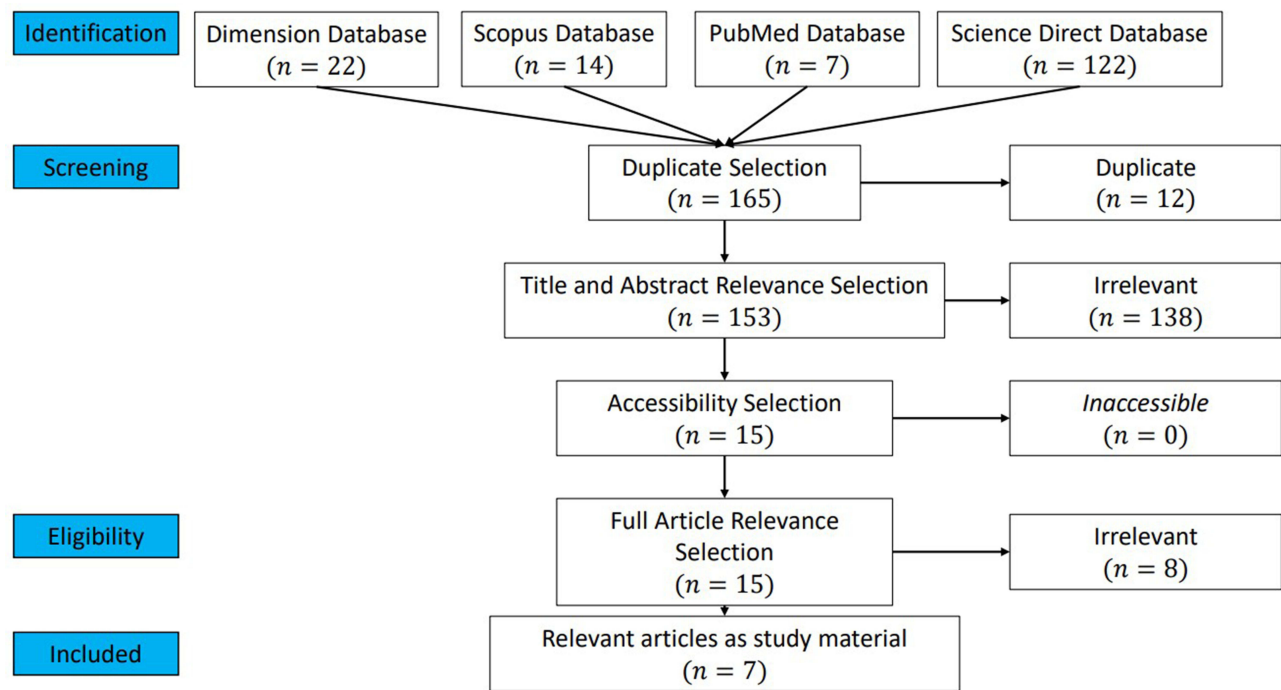 Identification
Dimension Database
(n = 22)
Scopus Database
(n = 14)
PubMed Database
(n = 7)
Science Direct Database
(n = 122)
Screening
Duplicate Selection
(n = 165)
Duplicate
(n = 12)
Title and Abstract Relevance Selection
(n = 153)
Irrelevant
(n = 138)
Accessibility Selection
(n = 15)
Inaccessible
(n = 0)
Eligibility
Full Article Relevance
Selection
(n = 15)
Irrelevant
(n = 8)
Included
Relevant articles as study material
(n = 7)